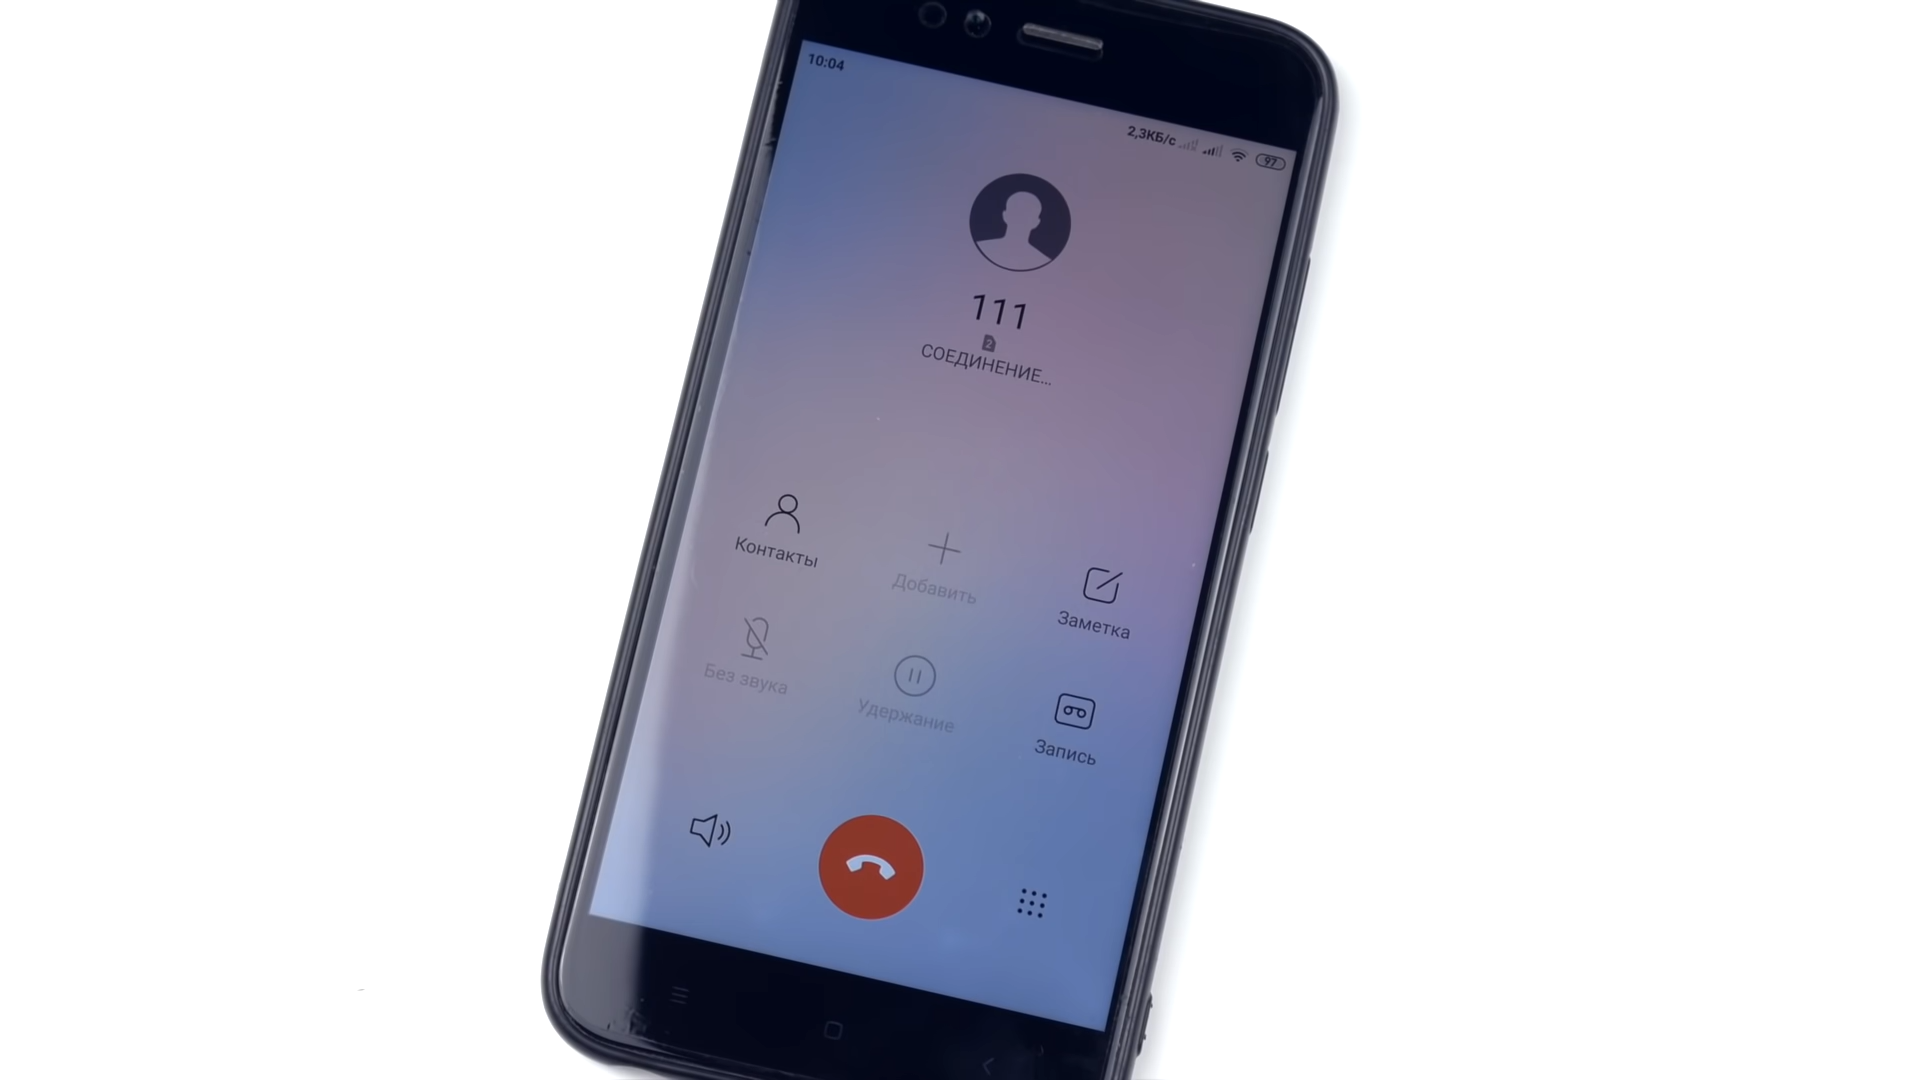 10:04
2,3КБ/с
97
111
2
СОЕДИНЕНИЕ...
Контакты
Добавить
Заметка
Без звука
Удержание
Запись